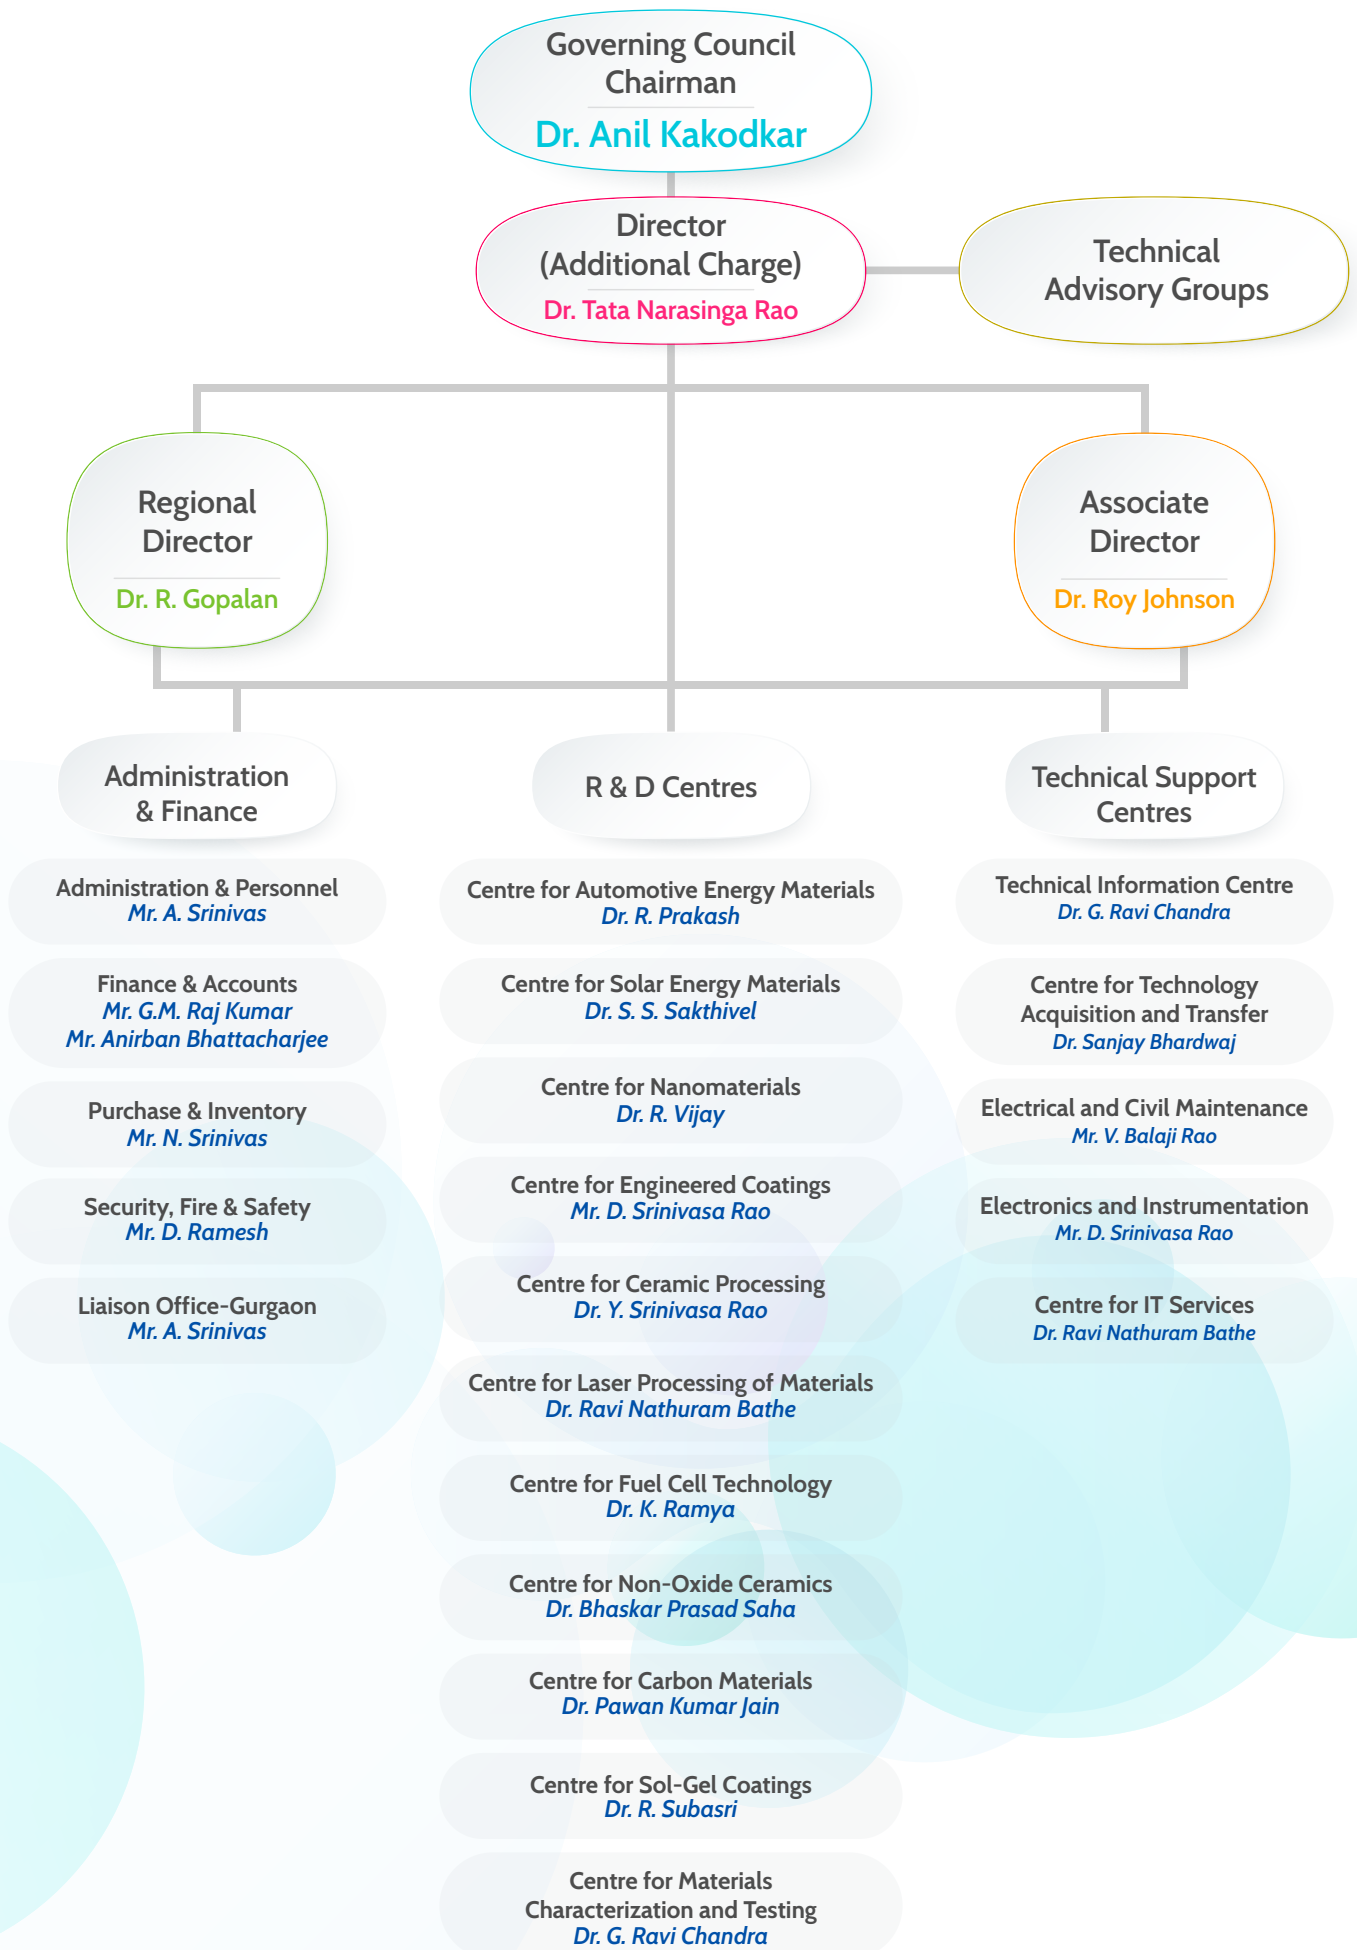 Governing Council
Chairman
Dr. Anil Kakodkar
Director
(Additional Charge)
Dr. Tata Narasinga Rao
Technical
Advisory Groups
Regional
Director
Dr. R. Gopalan
Associate
Director
Dr. Roy Johnson
Administration
& Finance
Administration & Personnel
Mr. A. Srinivas
Finance & Accounts
Mr. G.M. Raj Kumar
Mr. Anirban Bhattacharjee
Purchase & Inventory
Mr. N. Srinivas
Security, Fire & Safety
Mr. D. Ramesh
Liaison Office-Gurgaon
Mr. A. Srinivas
R & D Centres
Centre for Automotive Energy Materials
Dr. R. Prakash
Centre for Solar Energy Materials
Dr. S. S. Sakthivel
Centre for Nanomaterials
Dr. R. Vijay
Centre for Engineered Coatings
Mr. D. Srinivasa Rao
Centre for Ceramic Processing
Dr. Y. Srinivasa Rao
Centre for Laser Processing of Materials
Dr. Ravi Nathuram Bathe
Centre for Fuel Cell Technology
Dr. K. Ramya
Centre for Non-Oxide Ceramics
Dr. Bhaskar Prasad Saha
Centre for Carbon Materials
Dr. Pawan Kumar Jain
Centre for Sol-Gel Coatings
Dr. R. Subasri
Centre for Materials
Characterization and Testing
Dr. G. Ravi Chandra
Technical Support
Centres
Technical Information Centre
Dr. G. Ravi Chandra
Centre for Technology
Acquisition and Transfer
Dr. Sanjay Bhardwaj
Electrical and Civil Maintenance
Mr. V. Balaji Rao
Electronics and Instrumentation
Mr. D. Srinivasa Rao
Centre for IT Services
Dr. Ravi Nathuram Bathe